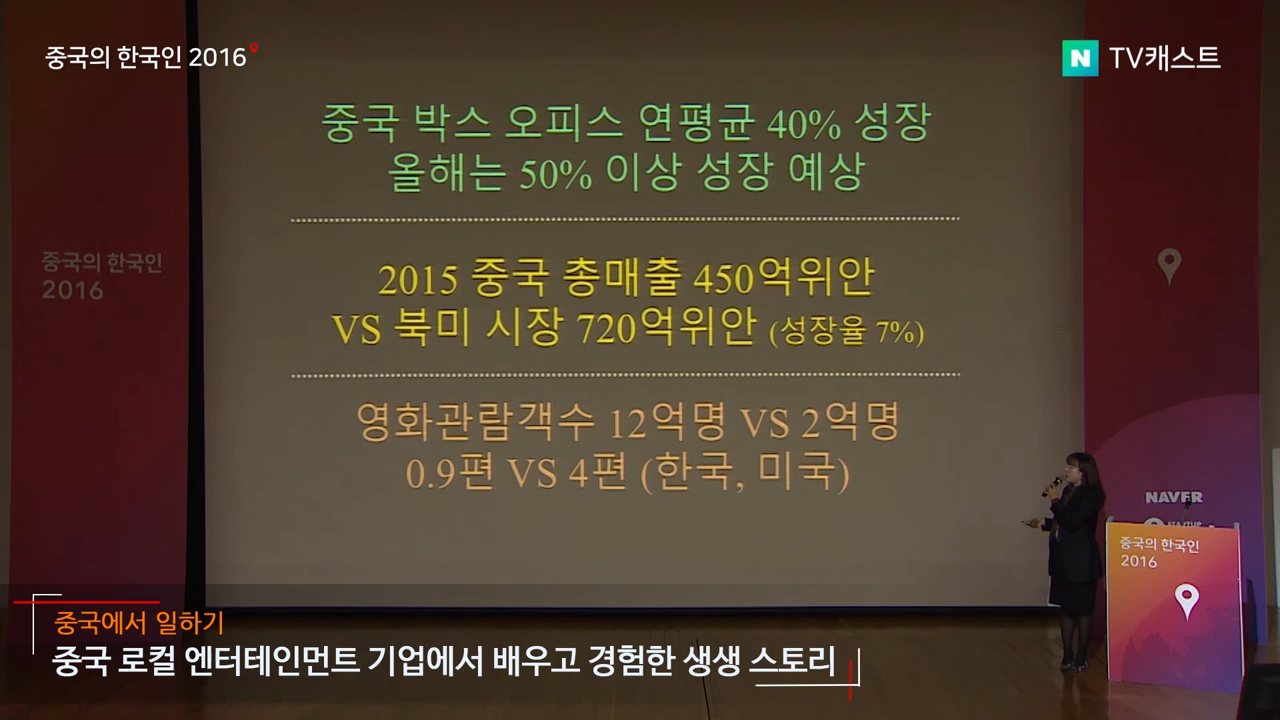 중국의 한국인 2016
N TV캐스트
중국 박스 오피스 연평균 40% 성장
올해는 50% 이상 성장 예상
2015 중국 총매출 450억위안
VS 북미 시장 720억위안 (성장율 7%)
영화관람객수 12억명 VS 2억명
0.9편 VS 4편 (한국, 미국)
중국의 한국인
2016
NAVER
중국의 한국인
2016
중국에서 일하기
중국 로컬 엔터테인먼트 기업에서 배우고 경험한 생생 스토리